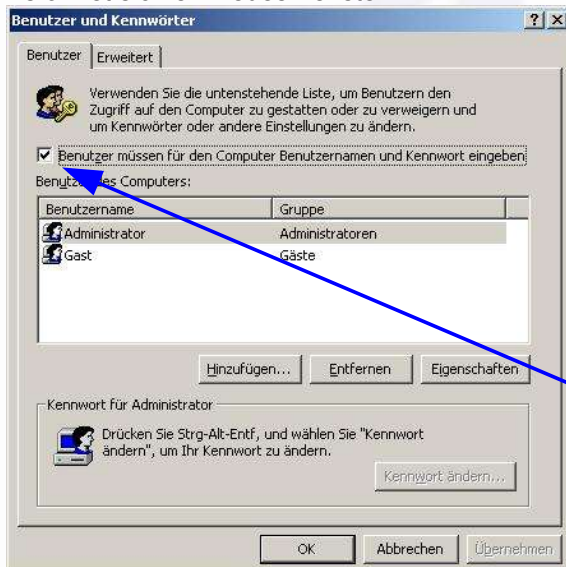 Benutzer und Kennwörter
Benutzer
Erweitert
Verwenden Sie die untenstehende Liste, um Benutzern den
Zugriff auf den Computer zu gestatten oder zu verweigern und
um Kennwörter oder andere Einstellungen zu ändern.
Benutzer müssen für den Computer Benutzernamen und Kennwort eingeben
Benutzer des Computers:
Benutzername Gruppe
Administrator Administratoren
Gast Gäste
Hinzufügen... Entfernen Eigenschaften
Kennwort für Administrator
Drücken Sie Strg-Alt-Entf, und wählen Sie "Kennwort
ändern", um Ihr Kennwort zu ändern.
Kennwort ändern...
OK Abbrechen Übernehmen